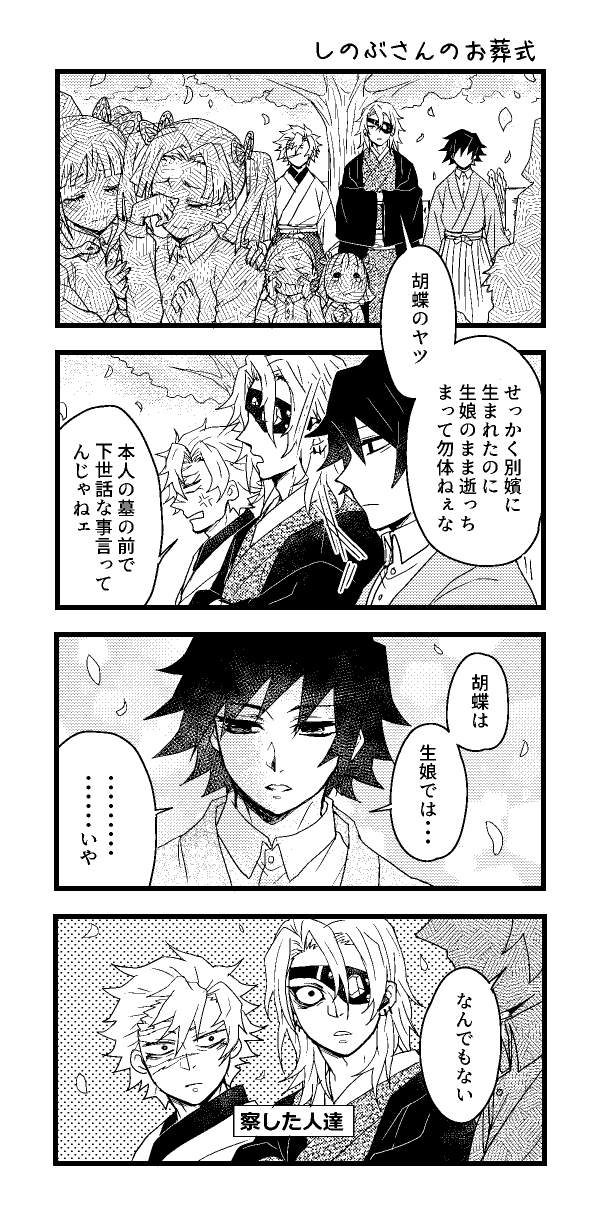 しのぶさんのお葬式
胡蝶のヤツ
せっかく別嬪に
生まれたのに
生娘のまま逝っち
まって勿体ねぇな
本人の墓の前で
下世話な事言って
んじゃねェ
胡蝶は
生娘では・・・
・・・・・・・・・
・・・・・・いや
なんでもない
察した人達